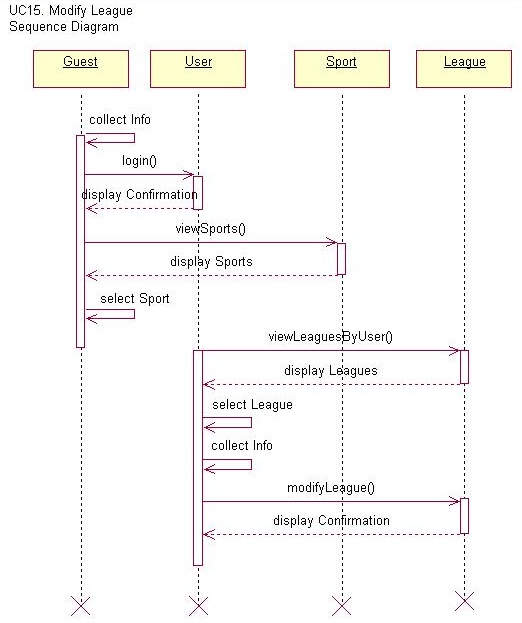 UC15. Modify League
Sequence Diagram
Guest
User
Sport
League
collect Info
login()
display Confirmation
viewSports()
display Sports
select Sport
viewLeaguesByUser()
display Leagues
select League
collect Info
modifyLeague()
display Confirmation